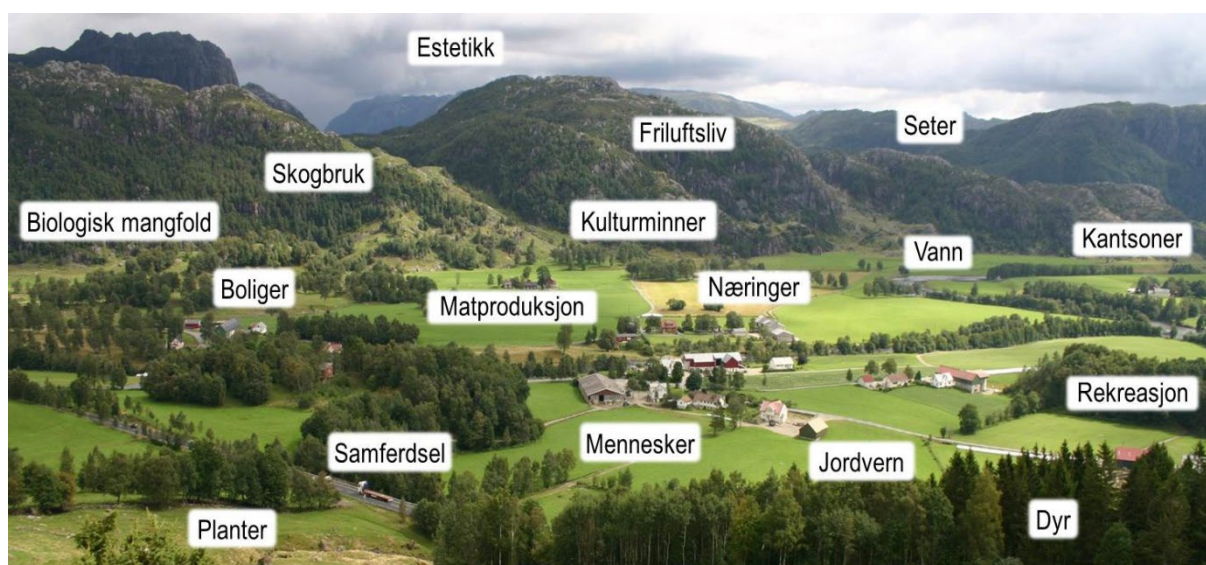 Estetikk
Friluftsliv
Seter
Skogbruk
Biologisk mangfold
Kulturminner
Vann
Kantsoner
Boliger
Matproduksjon
Næringer
Rekreasjon
Samferdsel
Mennesker
Jordvern
Planter
Dyr